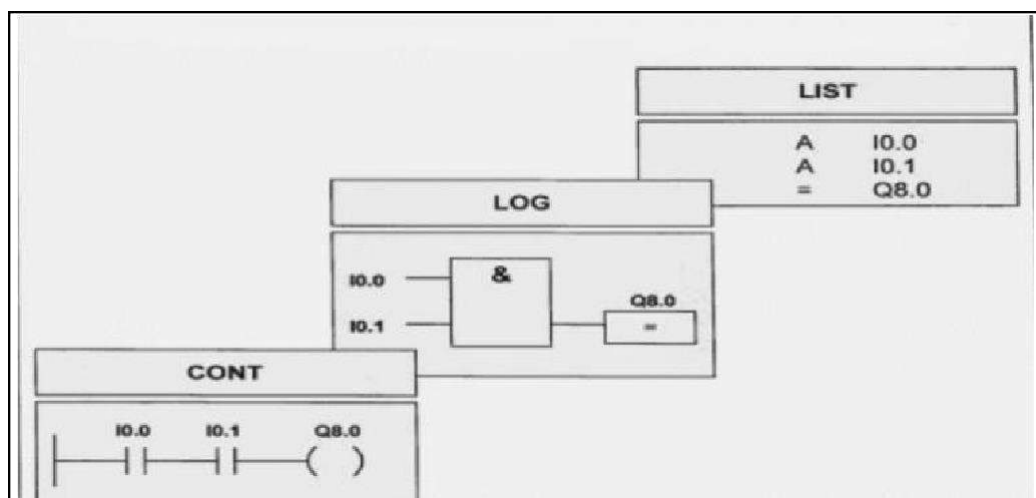 LIST
A I0.0
A I0.1
= Q8.0
LOG
I0.0
&
I0.1
Q8.0
=
CONT
I0.0 I0.1 Q8.0
( )